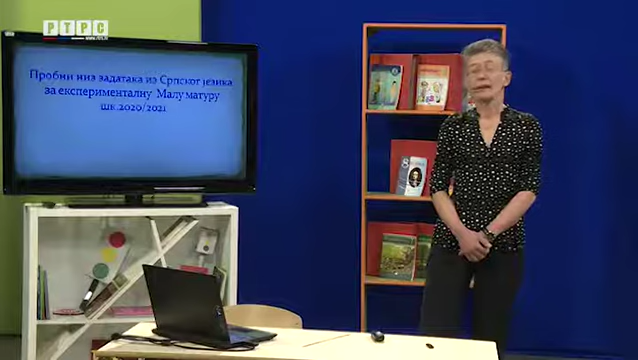 РТРС
Пробни низ задатака из Српског језика
за експерименталну Малу матуру
шк.2020/2021